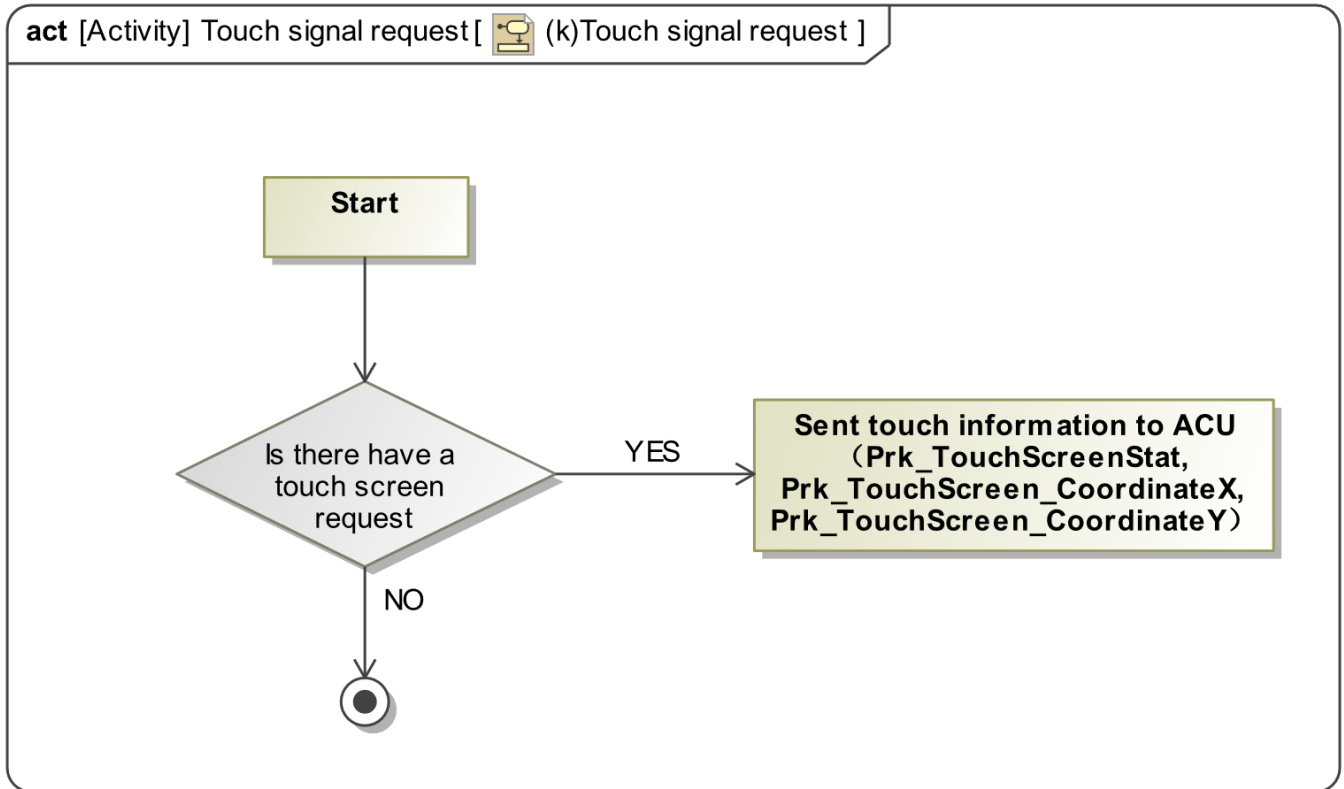 act [Activity] Touch signal request [ (k)Touch signal request ]
Start
Is there have a
touch screen
request
YES
Sent touch information to ACU
（Prk_TouchScreenStat,
Prk_TouchScreen_CoordinateX,
Prk_TouchScreen_CoordinateY）
NO